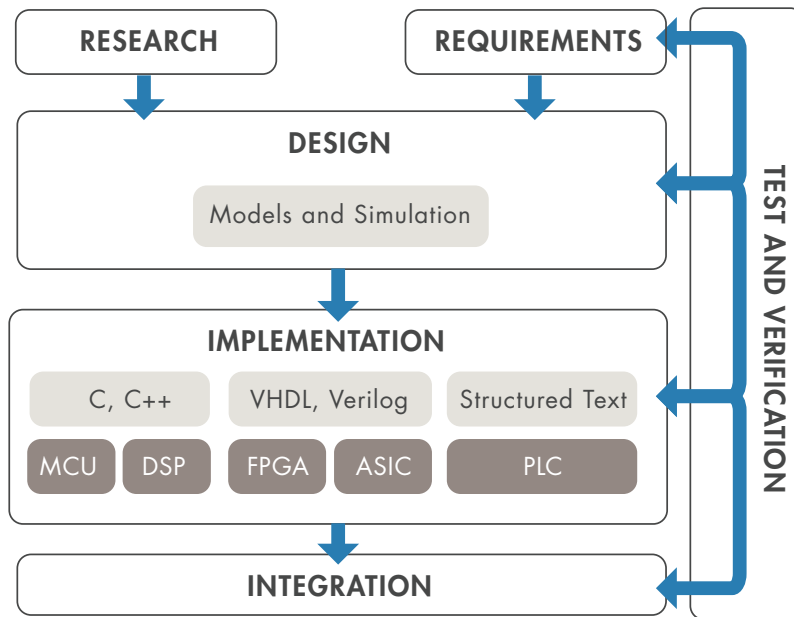 RESEARCH
REQUIREMENTS
DESIGN
Models and Simulation
IMPLEMENTATION
C, C++
VHDL, Verilog
Structured Text
MCU
DSP
FPGA
ASIC
PLC
INTEGRATION
TEST AND VERIFICATION